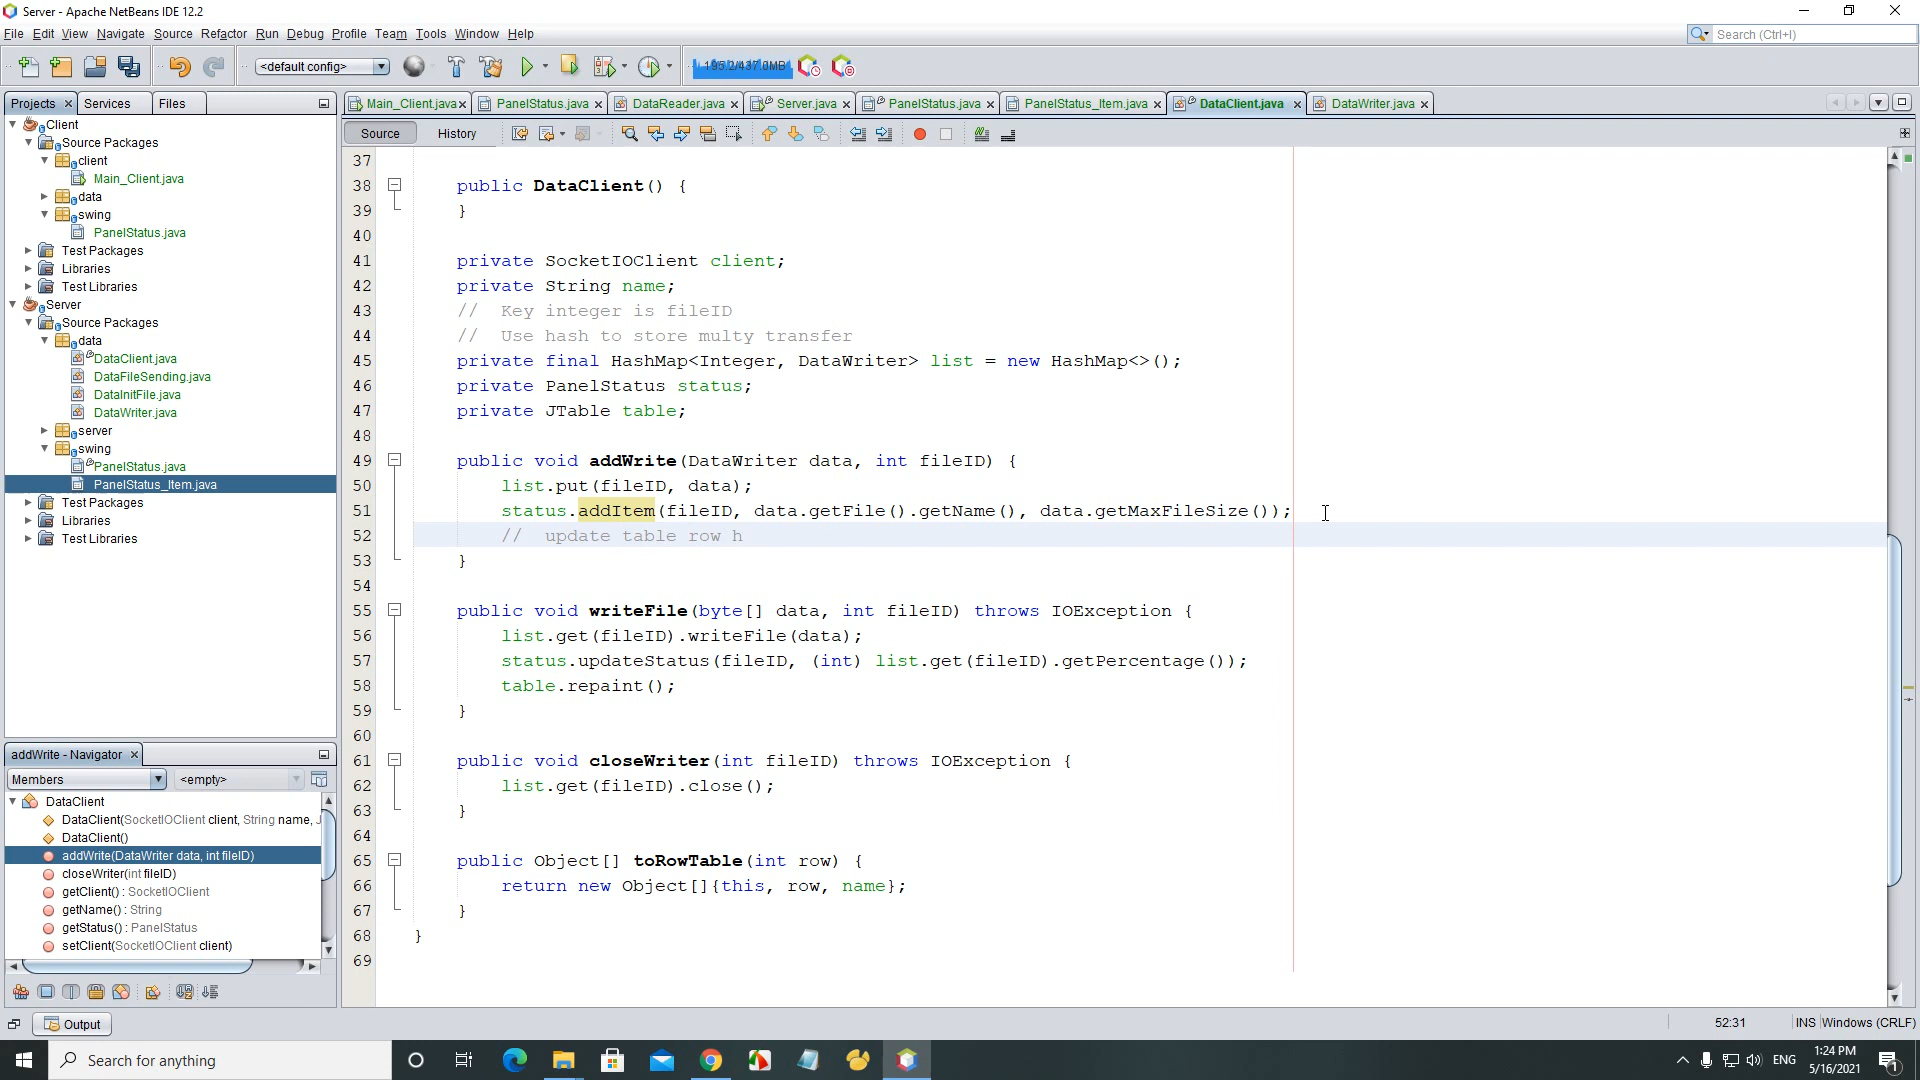 Server - Apache NetBeans IDE 12.2
File Edit View Navigate Source Refactor Run Debug Profile Team Tools Window Help
Search (Ctrl+I)
<default config>
195.2/437.0MB
Projects Services Files
Main_Client.java PanelStatus.java DataReader.java Server.java PanelStatus.java PanelStatus_Item.java DataClient.java DataWriter.java
Source History
Client
Source Packages
client
Main_Client.java
data
swing
PanelStatus.java
Test Packages
Libraries
Test Libraries
Server
Source Packages
data
DataClient.java
DataFileSending.java
DataInitFile.java
DataWriter.java
server
swing
PanelStatus.java
PanelStatus_Item.java
Test Packages
Libraries
Test Libraries
37
38 public DataClient() {
39 }
40
41 private SocketIOClient client;
42 private String name;
43 // Key integer is fileID
44 // Use hash to store multy transfer
45 private final HashMap<Integer, DataWriter> list = new HashMap<>();
46 private PanelStatus status;
47 private JTable table;
48
49 public void addWrite(DataWriter data, int fileID) {
50 list.put(fileID, data);
51 status.addItem(fileID, data.getFile().getName(), data.getMaxFileSize());
52 // update table row h
53 }
54
55 public void writeFile(byte[] data, int fileID) throws IOException {
56 list.get(fileID).writeFile(data);
57 status.updateStatus(fileID, (int) list.get(fileID).getPercentage());
58 table.repaint();
59 }
60
61 public void closeWriter(int fileID) throws IOException {
62 list.get(fileID).close();
63 }
64
65 public Object[] toRowTable(int row) {
66 return new Object[]{this, row, name};
67 }
68 }
69
addWrite - Navigator
Members <empty>
DataClient
DataClient(SocketIOClient client, String name, J
DataClient()
addWrite(DataWriter data, int fileID)
closeWriter(int fileID)
getClient() : SocketIOClient
getName() : String
getStatus() : PanelStatus
setClient(SocketIOClient client)
Output
52:31 INS Windows (CRLF)
Search for anything
ENG
1:24 PM
5/16/2021
1